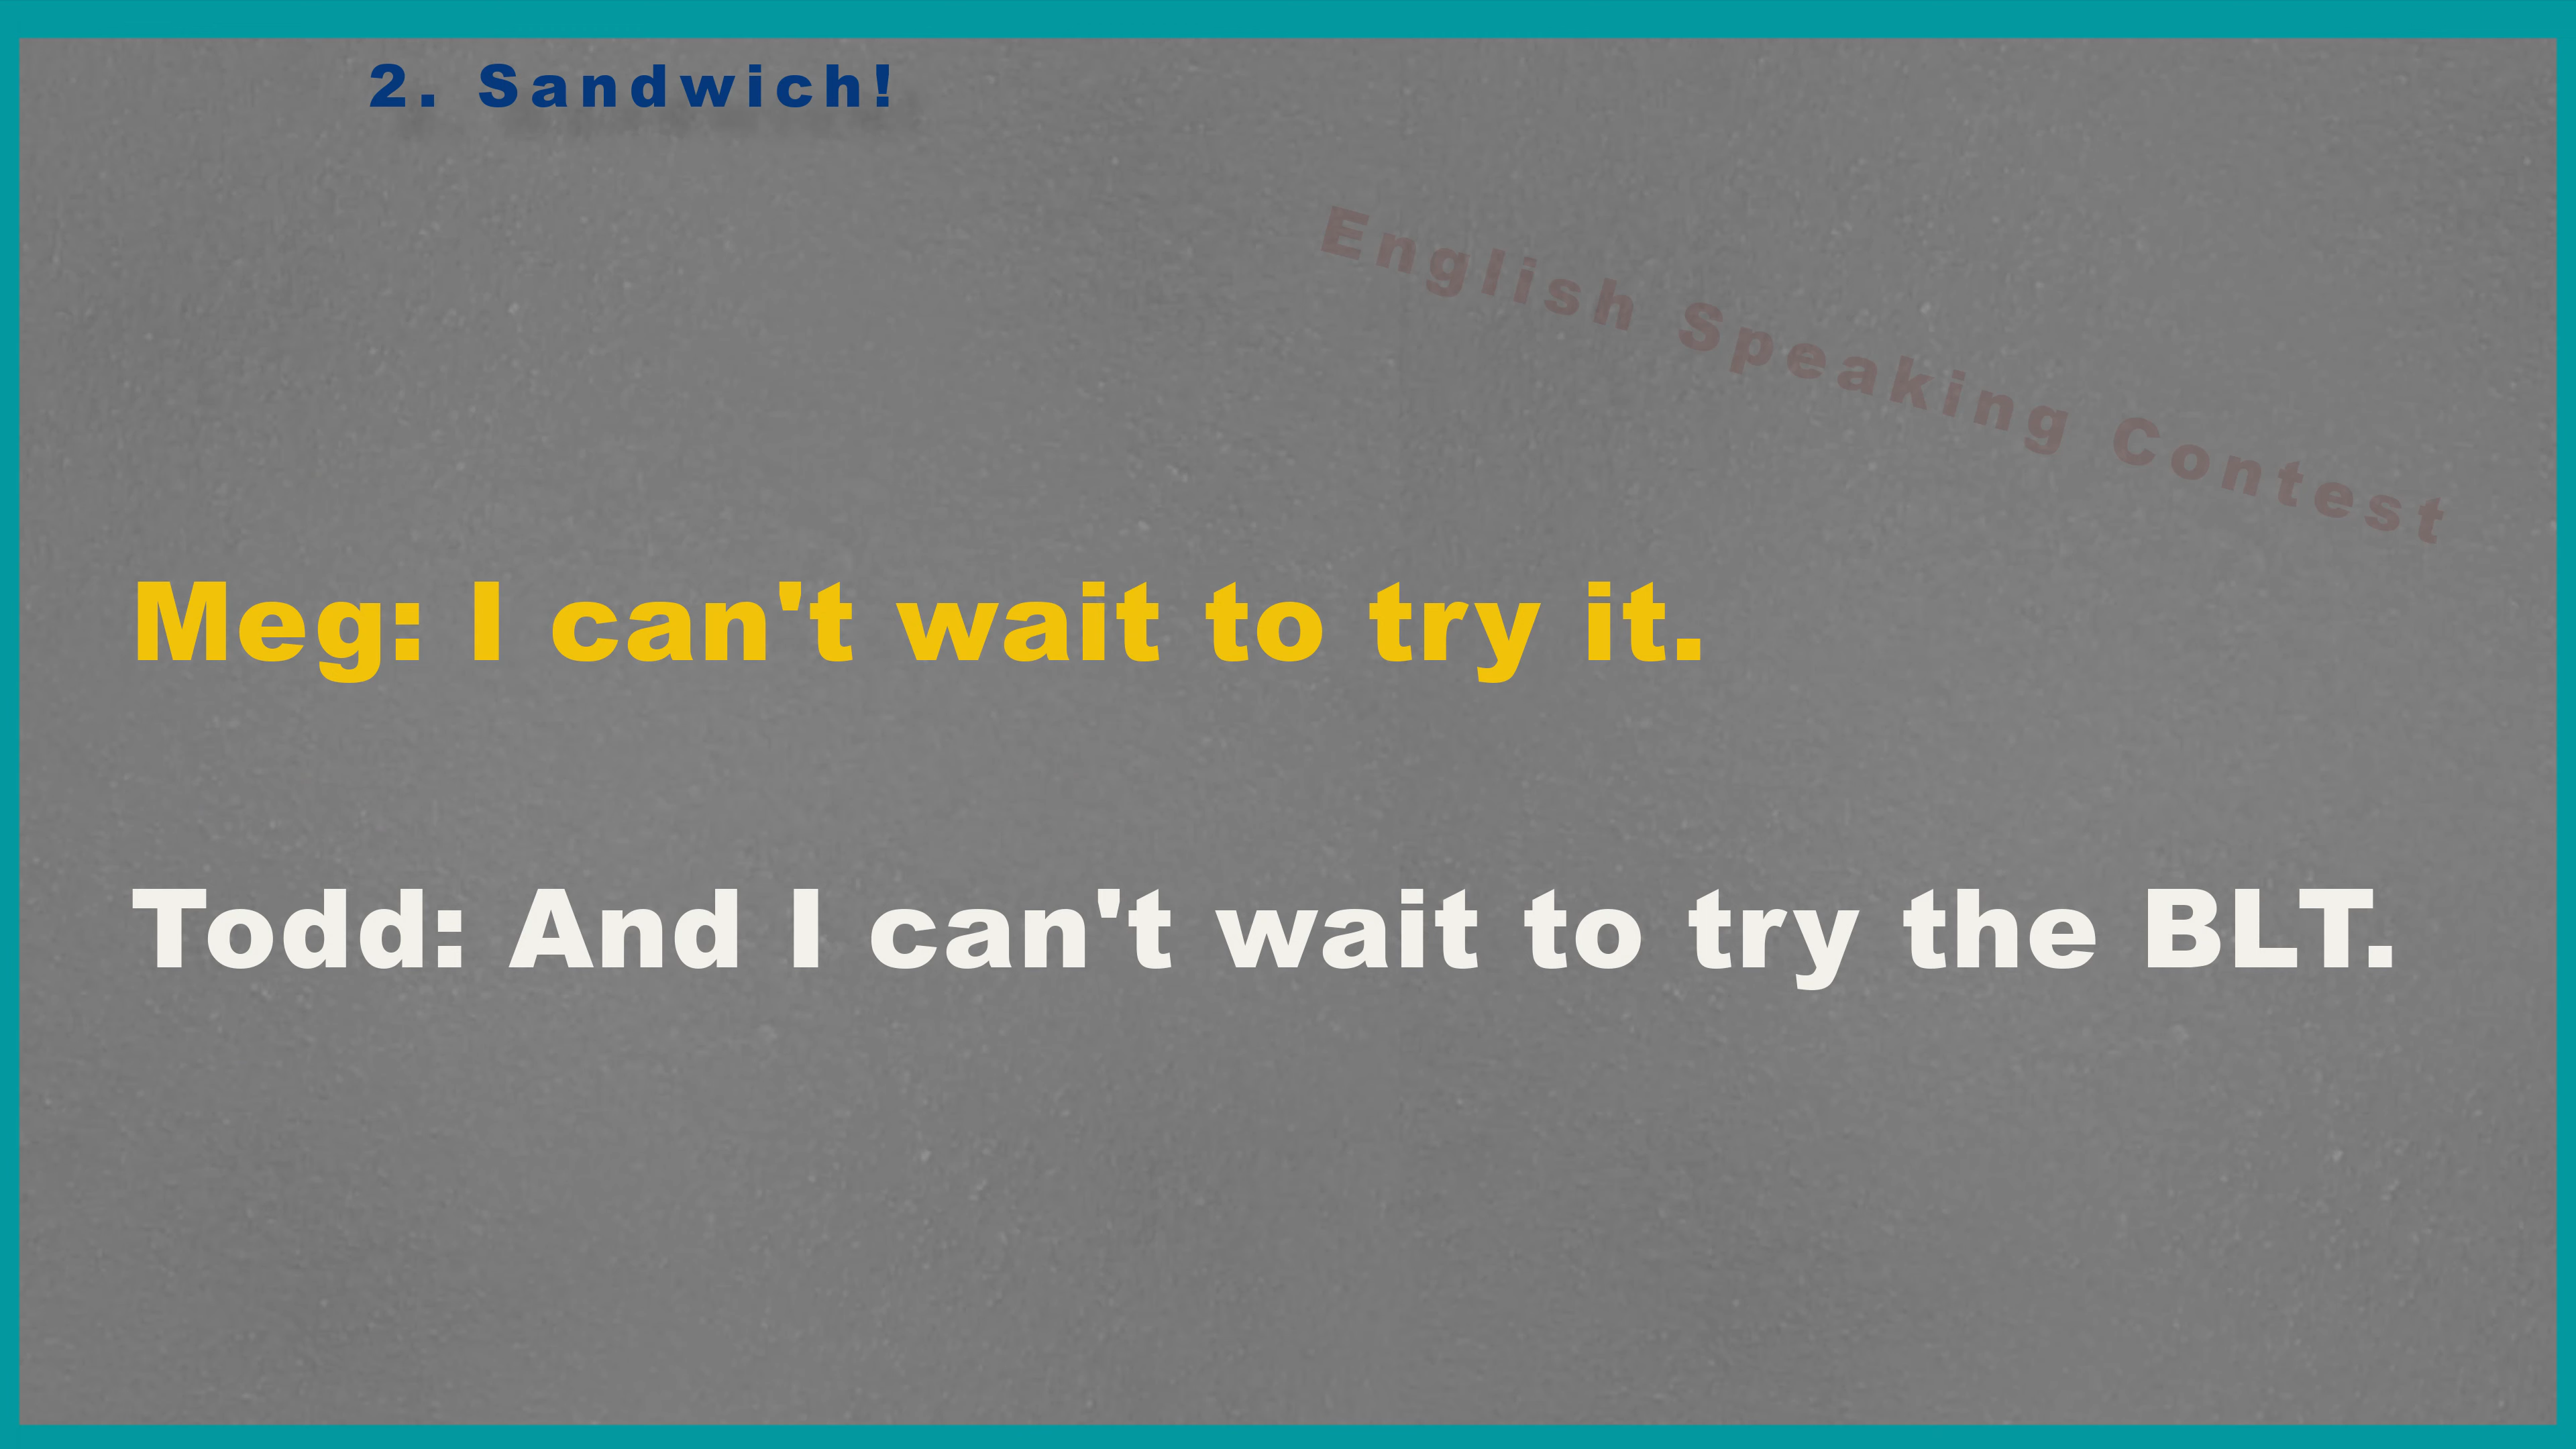 2. Sandwich!
English Speaking Contest
Meg: I can't wait to try it.
Todd: And I can't wait to try the BLT.